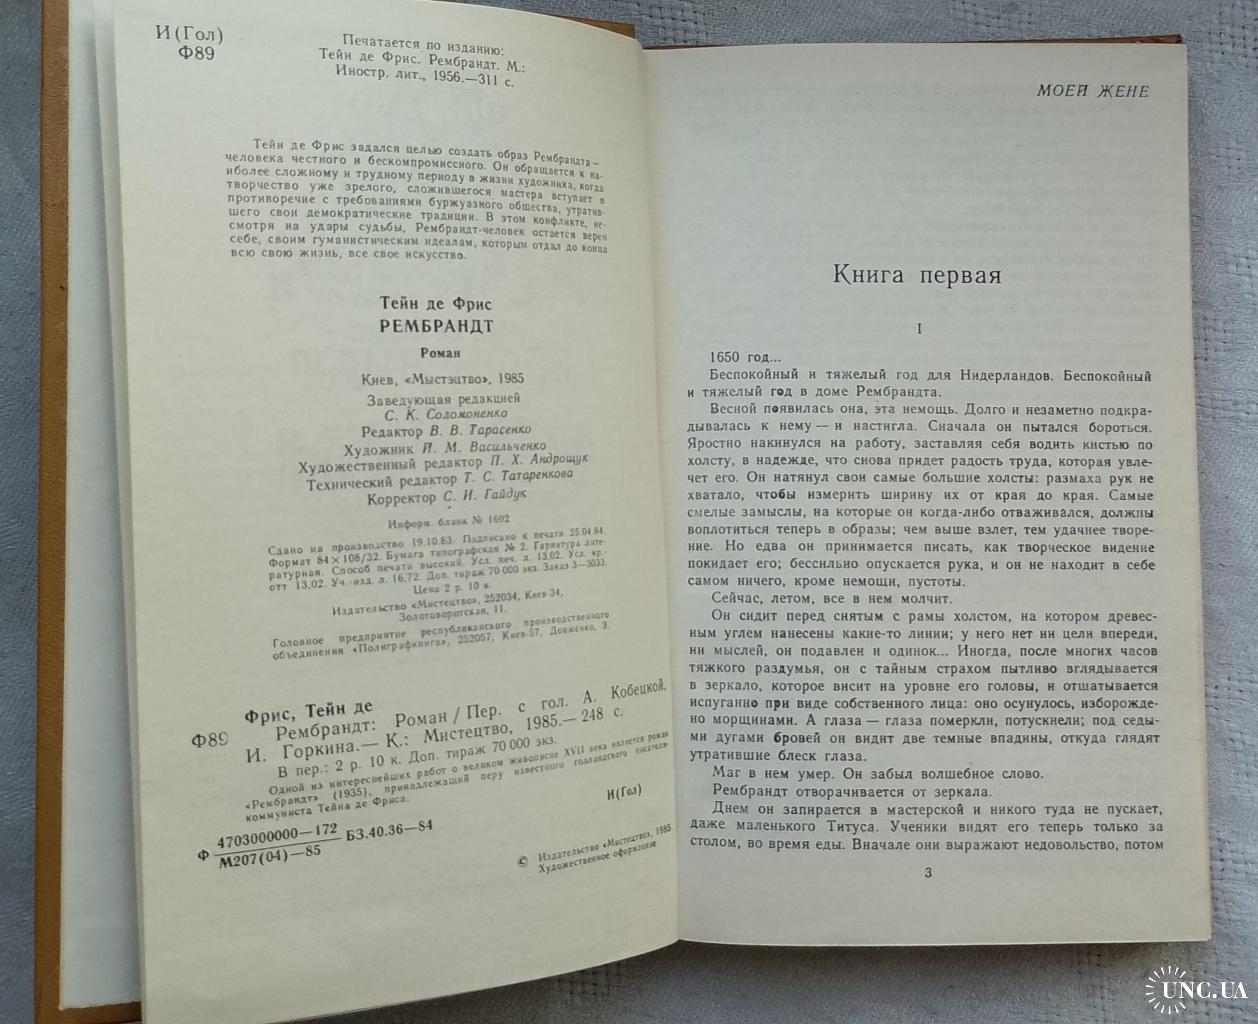 И(Гол)
Ф89
Печатается по изданию:
Тейн де Фрис. Рембрандт. М.:
Иностр. лит., 1956.—311 с.
Тейн де Фрис задался целью создать образ Рембрандта —
человека честного и бескомпромиссного. Он обращается к на-
иболее сложному и трудному периоду в жизни художника, когда
творчество уже зрелого, сложившегося мастера вступает в
противоречие с требованиями буржуазного общества, утратив-
шего свои демократические традиции. В этом конфликте, не-
смотря на удары судьбы, Рембрандт-человек остается верен
себе, своим гуманистическим идеалам, которым отдал до конца
всю свою жизнь, все свое искусство.
Тейн де Фрис
РЕМБРАНДТ
Роман
Киев, «Мыстэцтво», 1985
Заведующая редакцией
С. К. Соломоненко
Редактор В. В. Тарасенко
Художник И. М. Васильченко
Художественный редактор П. Х. Андрощук
Технический редактор Т. С. Татаренкова
Корректор С. И. Гайдук
Информ. бланк № 1692
Сдано на производство 19.10.83. Подписано к печати 25.04.84.
Формат 84×108/32. Бумага типографская № 2. Гарнитура лите-
ратурная. Способ печати высокий. Усл. печ. л. 13,02. Усл. кр.-
отт 13,02. Уч.-изд. л. 16,72. Доп. тираж 70 000 экз. Заказ 3—3033.
Цена 2 р. 10 к.
Издательство «Мистецтво», 252034, Киев-34,
Золотоворотская, 11.
Головное предприятие республиканского производственного
объединения «Полиграфкнига», 252057, Киев-57, Довженко, 3.
Фрис, Тейн де
Ф89 Рембрандт: Роман / Пер. с гол. А. Кобецкой,
И. Горкина.— К.: Мистецтво, 1985.— 248 с.
В пер.: 2 р. 10 к. Доп. тираж 70 000 экз.
Одной из интереснейших работ о великом живописце XVII века является роман
«Рембрандт» (1935), принадлежащий перу известного голландского писателя-
коммуниста Тейна де Фриса.
И(Гол)
Ф 4703000000—172 БЗ.40.36—84
М207(04)—85
© Издательство «Мистецтво», 1985
Художественное оформление
МОЕЙ ЖЕНЕ
Книга первая
I
1650 год...
Беспокойный и тяжелый год для Нидерландов. Беспокойный
и тяжелый год в доме Рембрандта.
Весной появилась она, эта немощь. Долго и незаметно подкра-
дывалась к нему — и настигла. Сначала он пытался бороться.
Яростно накинулся на работу, заставляя себя водить кистью по
холсту, в надежде, что снова придет радость труда, которая увле-
чет его. Он натянул свои самые большие холсты: размаха рук не
хватало, чтобы измерить ширину их от края до края. Самые
смелые замыслы, на которые он когда-либо отваживался, должны
воплотиться теперь в образы; чем выше взлет, тем удачнее творе-
ние. Но едва он принимается писать, как творческое видение
покидает его; бессильно опускается рука, и он не находит в себе
самом ничего, кроме немощи, пустоты.
Сейчас, летом, все в нем молчит.
Он сидит перед снятым с рамы холстом, на котором древес-
ным углем нанесены какие-то линии; у него нет ни цели впереди,
ни мыслей, он подавлен и одинок... Иногда, после многих часов
тяжкого раздумья, он с тайным страхом пытливо вглядывается
в зеркало, которое висит на уровне его головы, и отшатывается
испуганно при виде собственного лица: оно осунулось, изборожде-
но морщинами. А глаза — глаза померкли, потускнели; под седы-
ми дугами бровей он видит две темные впадины, откуда глядят
утратившие блеск глаза.
Маг в нем умер. Он забыл волшебное слово.
Рембрандт отворачивается от зеркала.
Днем он запирается в мастерской и никого туда не пускает,
даже маленького Титуса. Ученики видят его теперь только за
столом, во время еды. Вначале они выражают недовольство, потом
3
UNC.UA